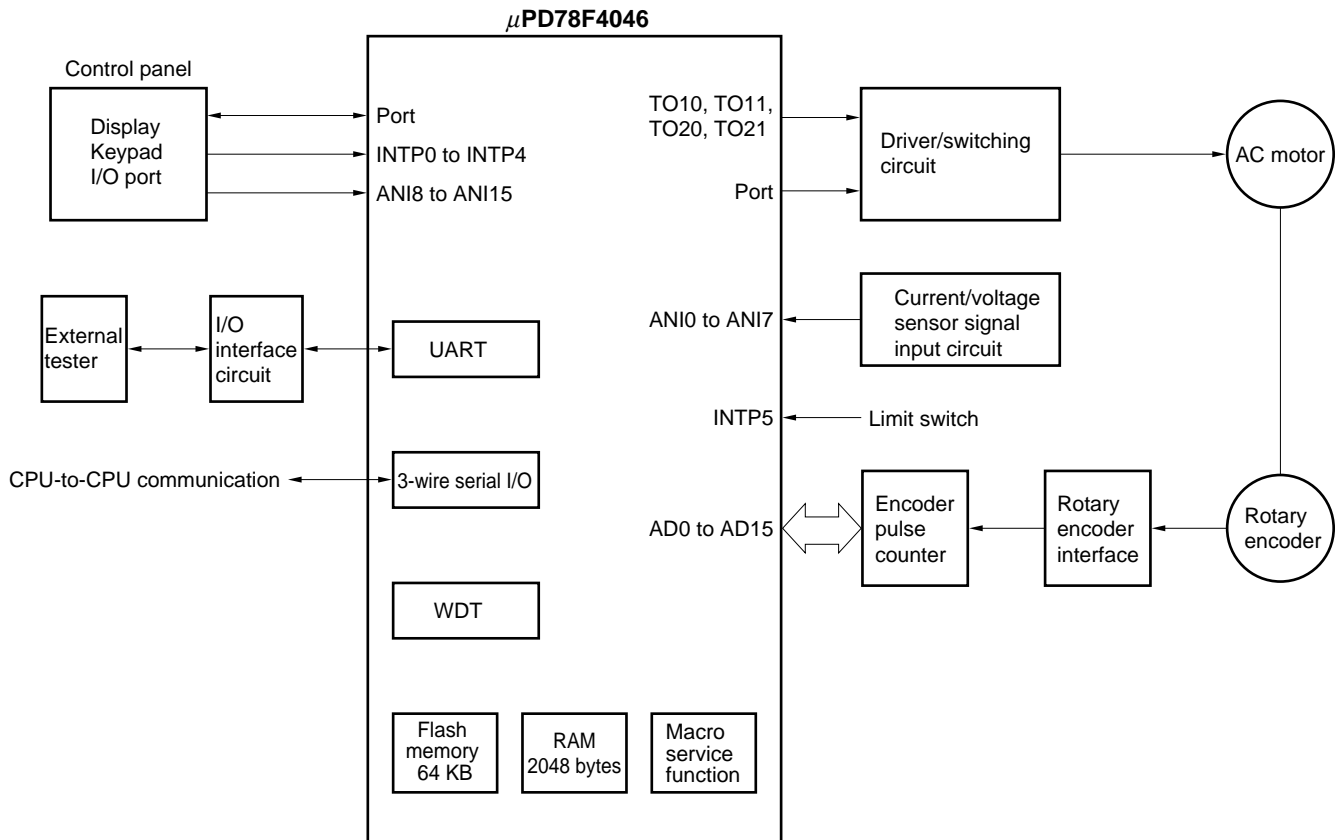 μPD78F4046
Control panel
Display
Keypad
I/O port
Port
INTP0 to INTP4
ANI8 to ANI15
TO10, TO11,
TO20, TO21
Port
Driver/switching
circuit
AC motor
External
tester
I/O
interface
circuit
UART
ANI0 to ANI7
Current/voltage
sensor signal
input circuit
INTP5
Limit switch
CPU-to-CPU communication
3-wire serial I/O
AD0 to AD15
Encoder
pulse
counter
Rotary
encoder
interface
Rotary
encoder
WDT
Flash
memory
64 KB
RAM
2048 bytes
Macro
service
function